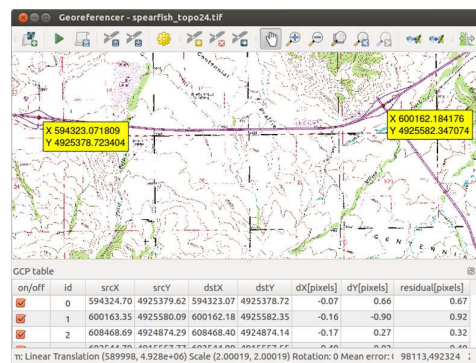 Georeferencer - spearfish_topo24.tif
Centennial
Prairie
X 594323.071809
Y 4925378.723404
X 600162.184176
Y 4925582.347074
CENTENNI
GCP table
on/off id srcX srcY dstX dstY dX[pixels] dY[pixels] residual[pixels]
0 594324.70 4925379.62 594323.07 4925378.72 -0.07 0.66 0.67
1 600163.35 4925580.09 600162.18 4925582.35 -0.16 -0.90 0.92
2 608468.69 4924874.29 608468.40 4924874.14 -0.17 0.27 0.32
n: Linear Translation (589998, 4.928e+06) Scale (2.00019, 2.00019) Rotation: 0 Mean error: